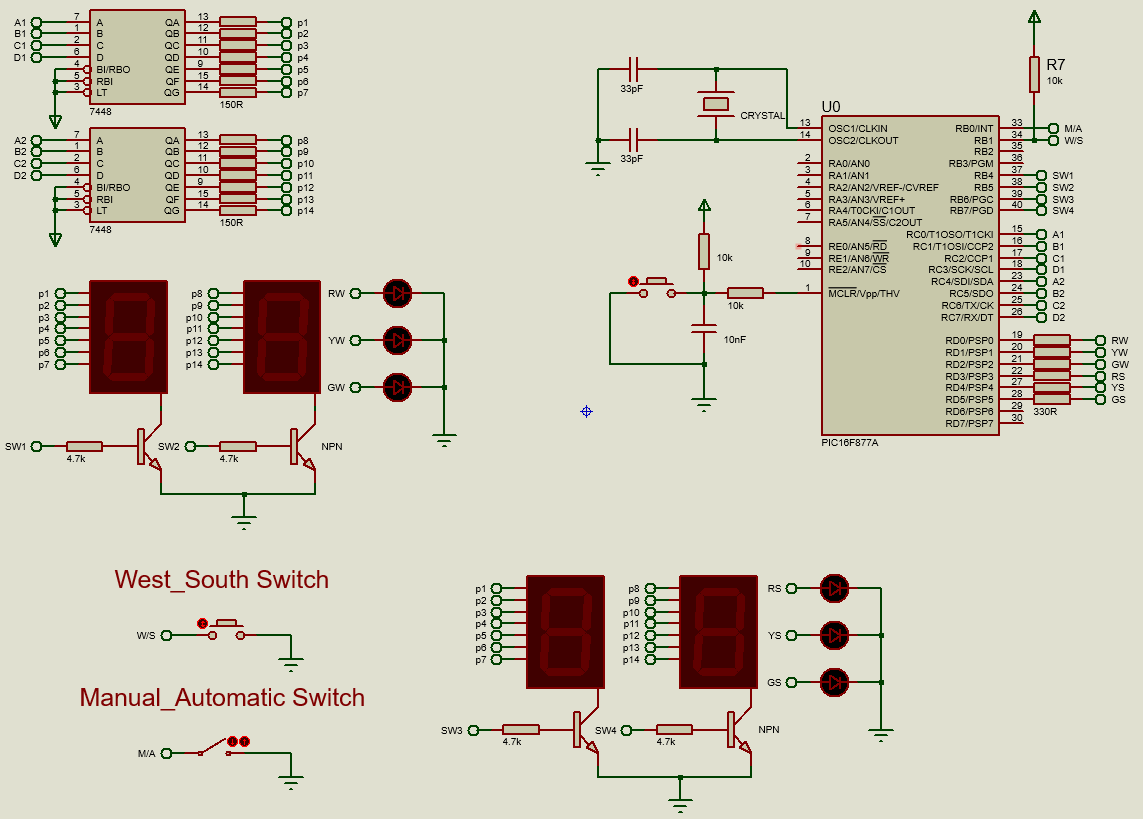 A1 7 A QA 13 p1
B1 1 B QB 12 p2
C1 2 C QC 11 p3
D1 6 D QD 10 p4
4 BI/RBO QE 9 p5
5 RBI QF 15 p6
3 LT QG 14 p7
7448 150R
A2 7 A QA 13 p8
B2 1 B QB 12 p9
C2 2 C QC 11 p10
D2 6 D QD 10 p11
4 BI/RBO QE 9 p12
5 RBI QF 15 p13
3 LT QG 14 p14
7448 150R
33pF
CRYSTAL
33pF
R7
10k
U0
13 OSC1/CLKIN RB0/INT 33 M/A
14 OSC2/CLKOUT RB1 34 W/S
RB2 35
2 RA0/AN0 RB3/PGM 36
3 RA1/AN1 RB4 37 SW1
4 RA2/AN2/VREF-/CVREF RB5 38 SW2
5 RA3/AN3/VREF+ RB6/PGC 39 SW3
6 RA4/T0CKI/C1OUT RB7/PGD 40 SW4
7 RA5/AN4/SS/C2OUT
RC0/T1OSO/T1CKI 15 A1
8 RE0/AN5/RD RC1/T1OSI/CCP2 16 B1
9 RE1/AN6/WR RC2/CCP1 17 C1
10 RE2/AN7/CS RC3/SCK/SCL 18 D1
RC4/SDI/SDA 23 A2
1 MCLR/Vpp/THV RC5/SDO 24 B2
RC6/TX/CK 25 C2
RC7/RX/DT 26 D2
RD0/PSP0 19 RW
RD1/PSP1 20 YW
RD2/PSP2 21 GW
RD3/PSP3 22 RS
RD4/PSP4 27 YS
RD5/PSP5 28 GS
RD6/PSP6 29 330R
RD7/PSP7 30
PIC16F877A
10k
10k
10nF
p1 p8 RW
p2 p9
p3 p10
p4 p11
p5 p12 YW
p6 p13
p7 p14
GW
SW1 4.7k SW2 4.7k NPN
West_South Switch
W/S
Manual_Automatic Switch
M/A
p1 p8 RS
p2 p9
p3 p10
p4 p11
p5 p12 YS
p6 p13
p7 p14
GS
SW3 4.7k SW4 4.7k NPN